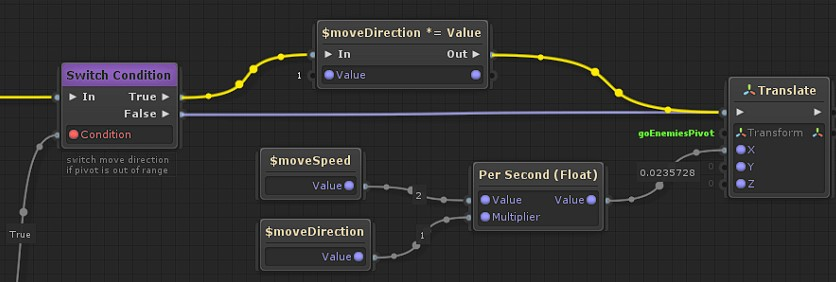 $moveDirection *= Value
In Out
1 Value
Switch Condition
In True
False
Condition
switch move direction
if pivot is out of range
True
$moveSpeed
Value
2
$moveDirection
Value
1
Per Second (Float)
Value Value
Multiplier
0.0235728
Translate
goEnemiesPivot
Transform
X
0 Y
0 Z